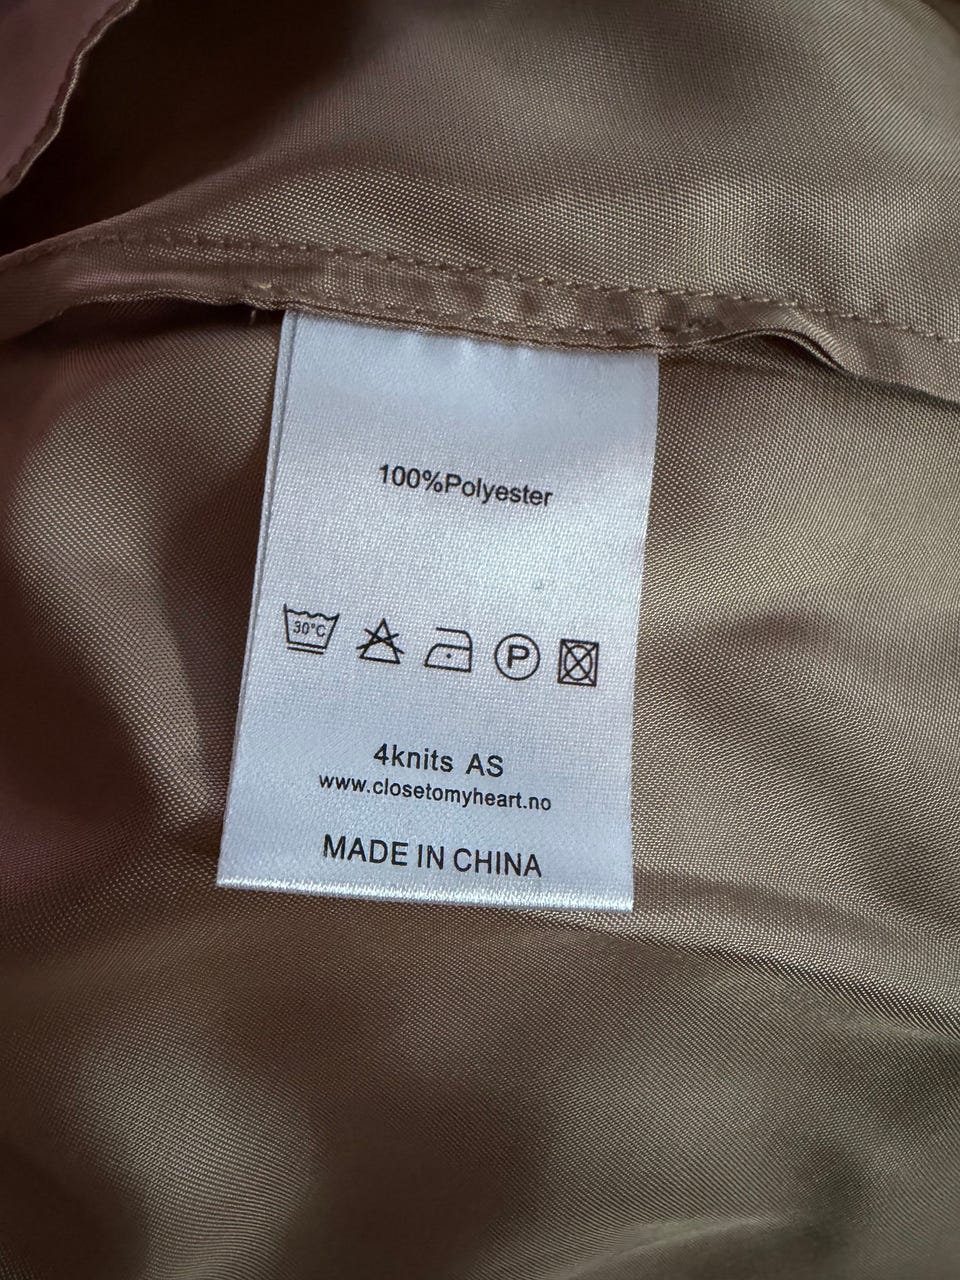 100%Polyester
30°C
P
4knits AS
www.closetomyheart.no
MADE IN CHINA